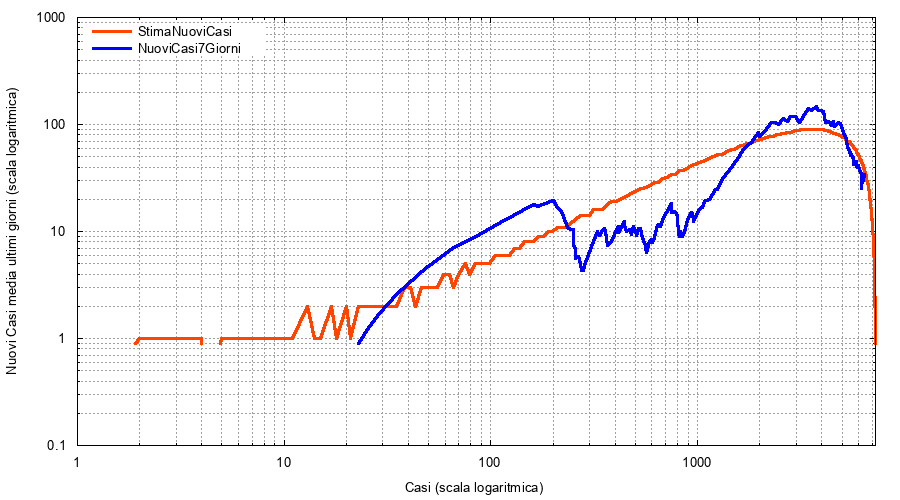 1000
StimaNuoviCasi
NuoviCasi7Giorni
100
10
1
0.1
Nuovi Casi media ultimi giorni (scala logaritmica)
1 10 100 1000
Casi (scala logaritmica)